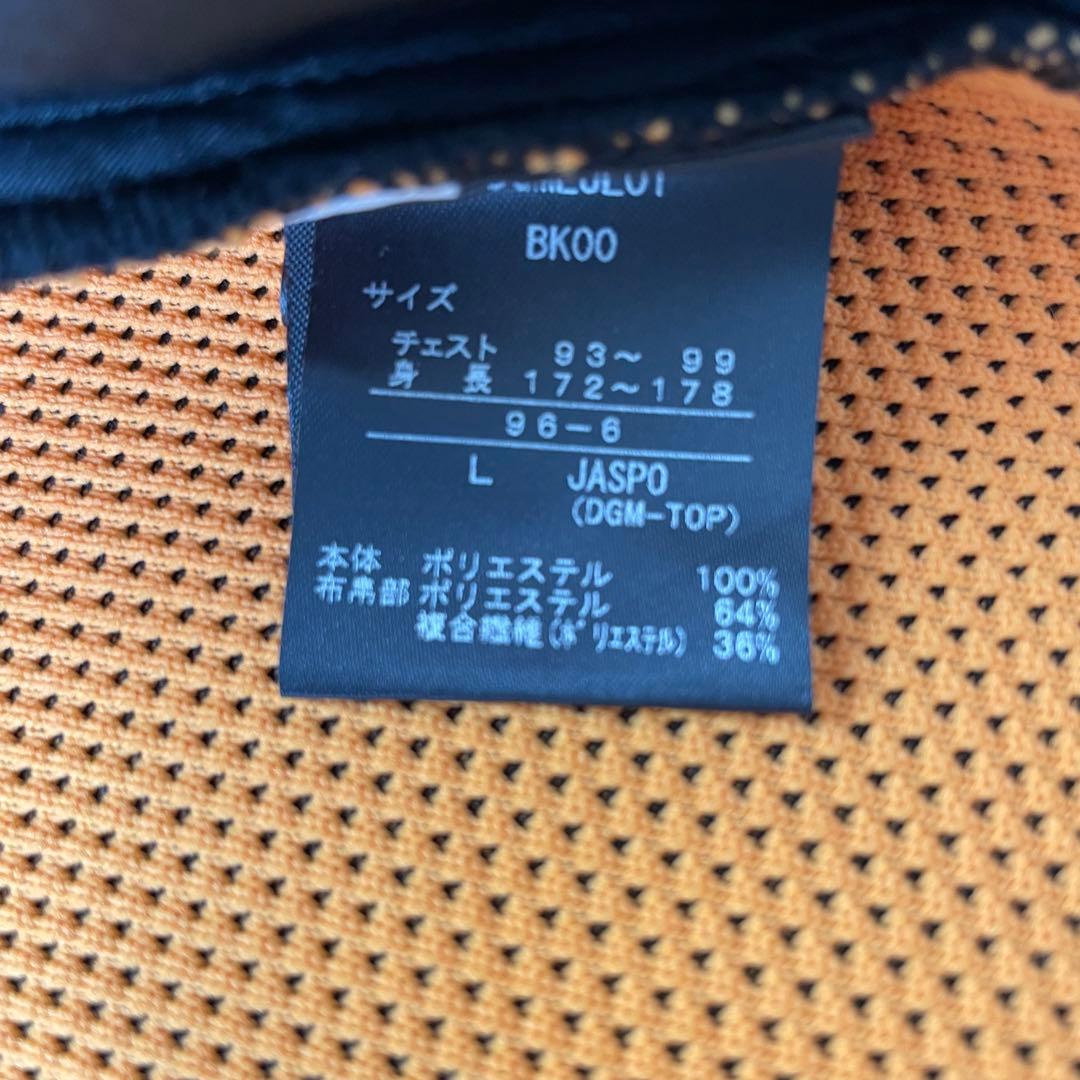 BK00
サイズ
チェスト 93～ 99
身 長 172～178
96-6
L JASPO
(DGM-TOP)
本体 ポリエステル 100%
布帛部 ポリエステル 64%
複合繊維(ﾎﾟﾘｴｽﾃﾙ) 36%